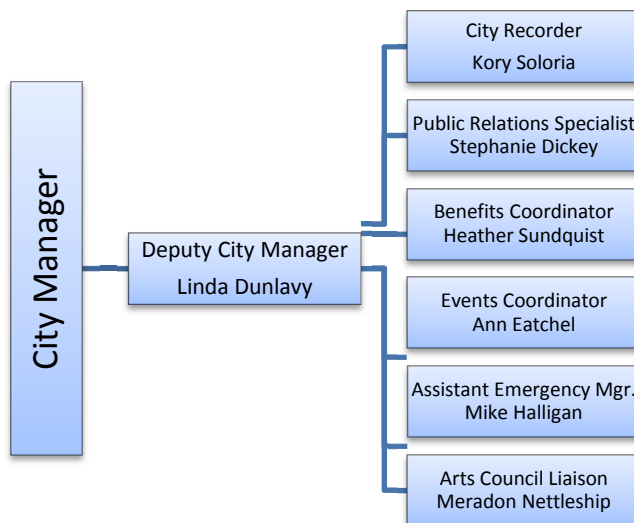 City Manager
Deputy City Manager
Linda Dunlavy
City Recorder
Kory Soloria
Public Relations Specialist
Stephanie Dickey
Benefits Coordinator
Heather Sundquist
Events Coordinator
Ann Eatchel
Assistant Emergency Mgr.
Mike Halligan
Arts Council Liaison
Meradon Nettleship